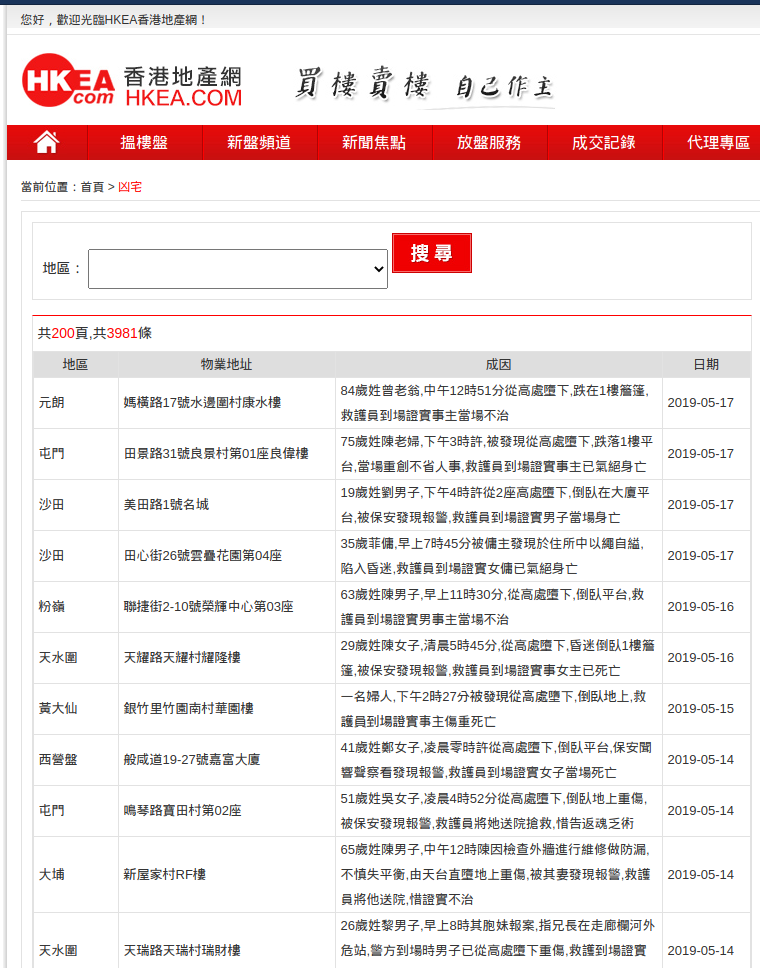 您好，歡迎光臨HKEA香港地產網！
HKEA
com
香港地產網
HKEA.COM
買樓賣樓 自己作主
搵樓盤 新盤頻道 新聞焦點 放盤服務 成交記錄 代理專區
當前位置：首頁 > 凶宅
地區：
搜 尋
共200頁,共3981條
地區 物業地址 成因 日期
元朗 媽橫路17號水邊圍村康水樓 84歲姓曾老翁,中午12時51分從高處墮下,跌在1樓簷篷,
救護員到場證實事主當場不治 2019-05-17
屯門 田景路31號良景村第01座良偉樓 75歲姓陳老婦,下午3時許,被發現從高處墮下,跌落1樓平
台,當場重創不省人事,救護員到場證實事主已氣絕身亡 2019-05-17
沙田 美田路1號名城 19歲姓劉男子,下午4時許從2座高處墮下,倒臥在大廈平
台,被保安發現報警,救護員到場證實男子當場身亡 2019-05-17
沙田 田心街26號雲疊花園第04座 35歲菲傭,早上7時45分被傭主發現於住所中以繩自縊,
陷入昏迷,救護員到場證實女傭已氣絕身亡 2019-05-17
粉嶺 聯捷街2-10號榮輝中心第03座 63歲姓陳男子,早上11時30分,從高處墮下,倒臥平台,救
護員到場證實男事主當場不治 2019-05-16
天水圍 天耀路天耀村耀隆樓 29歲姓陳女子,清晨5時45分,從高處墮下,昏迷倒臥1樓簷
篷,被保安發現報警,救護員到場證實事女主已死亡 2019-05-16
黃大仙 銀竹里竹園南村華園樓 一名婦人,下午2時27分被發現從高處墮下,倒臥地上,救
護員到場證實事主傷重死亡 2019-05-15
西營盤 般咸道19-27號嘉富大廈 41歲姓鄭女子,凌晨零時許從高處墮下,倒臥平台,保安聞
響聲察看發現報警,救護員到場證實女子當場死亡 2019-05-14
屯門 鳴琴路寶田村第02座 51歲姓吳女子,凌晨4時52分從高處墮下,倒臥地上重傷,
被保安發現報警,救護員將她送院搶救,惜告返魂乏術 2019-05-14
大埔 新屋家村RF樓 65歲姓陳男子,中午12時陳因檢查外牆進行維修做防漏,
不憤失平衡,由天台直墮地上重傷,被其妻發現報警,救護
員將他送院,惜證實不治 2019-05-14
天水圍 天瑞路天瑞村瑞財樓 26歲姓黎男子,早上8時其胞妹報案,指兄長在走廊欄河外
危站,警方到場時男子已從高處墮下重傷,救護到場證實 2019-05-14